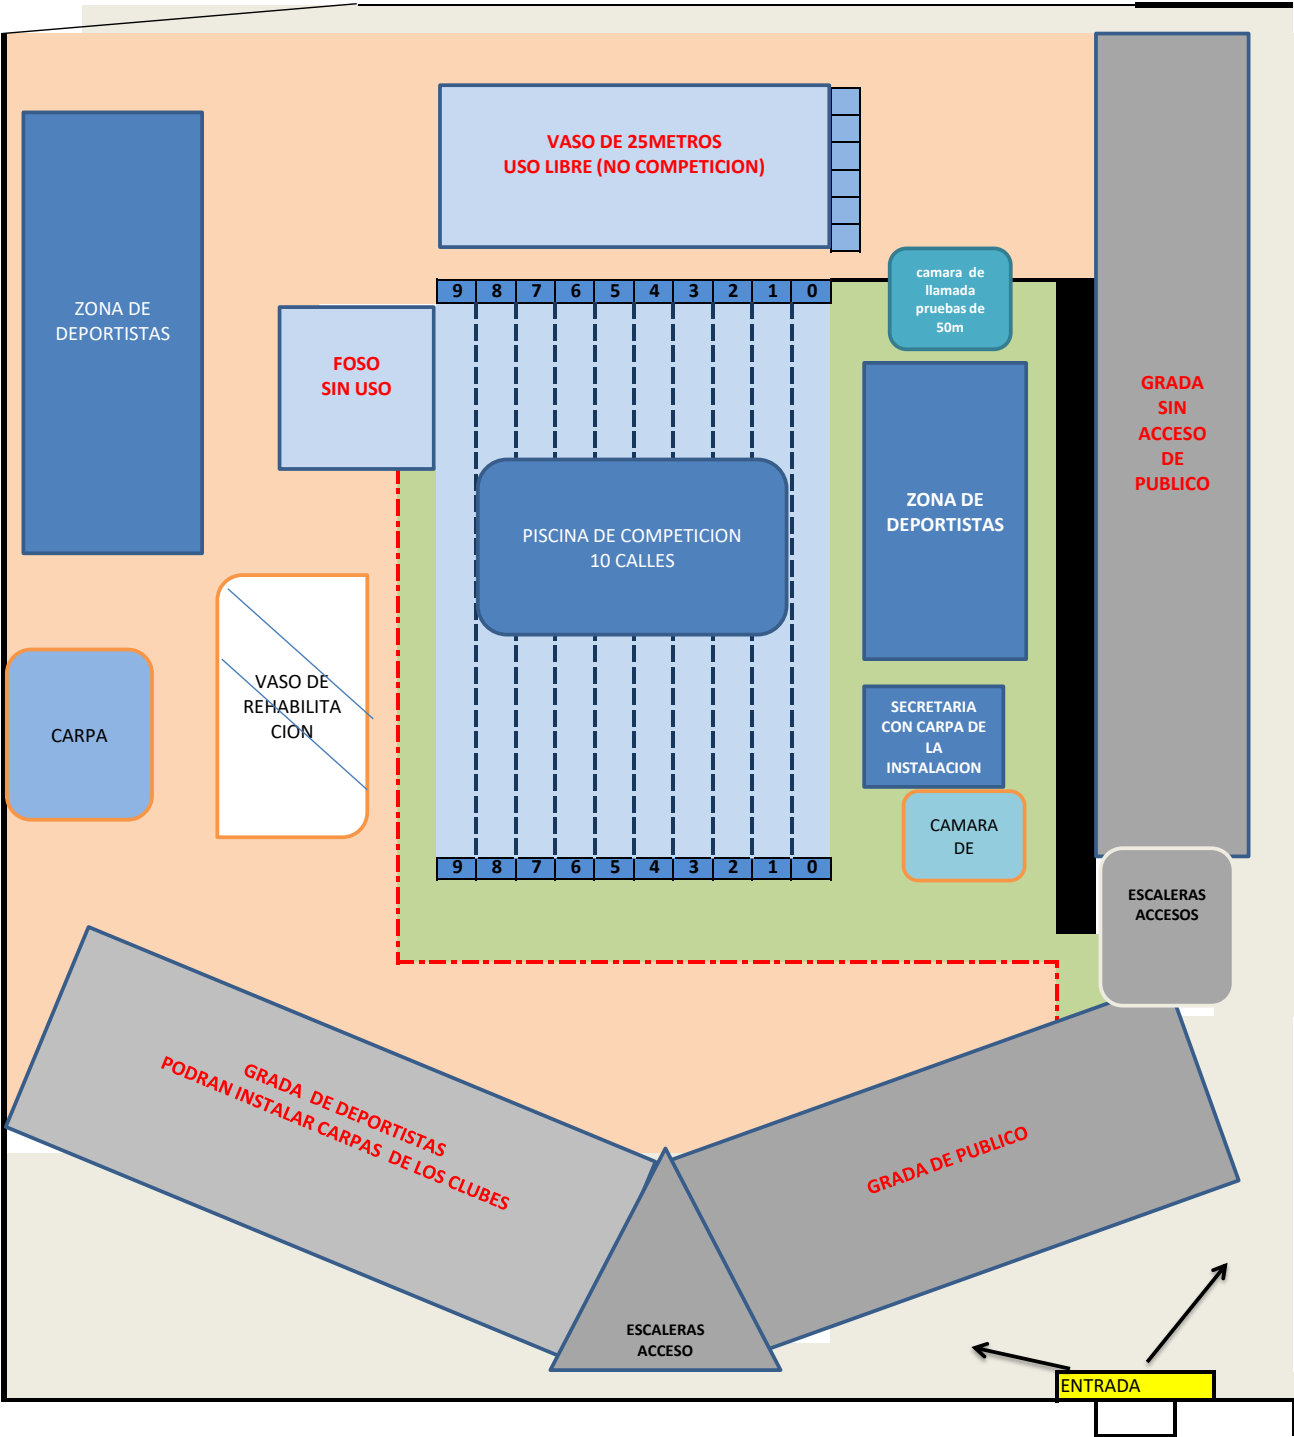 VASO DE 25METROS
USO LIBRE (NO COMPETICION)
ZONA DE
DEPORTISTAS
camara de
llamada
pruebas de
50m
9 8 7 6 5 4 3 2 1 0
FOSO
SIN USO
GRADA
SIN
ACCESO
DE
PUBLICO
ZONA DE
DEPORTISTAS
PISCINA DE COMPETICION
10 CALLES
VASO DE
REHABILITA
CION
CARPA
SECRETARIA
CON CARPA DE
LA
INSTALACION
CAMARA
DE
9 8 7 6 5 4 3 2 1 0
ESCALERAS
ACCESOS
GRADA DE DEPORTISTAS
PODRAN INSTALAR CARPAS DE LOS CLUBES
GRADA DE PUBLICO
ESCALERAS
ACCESO
ENTRADA